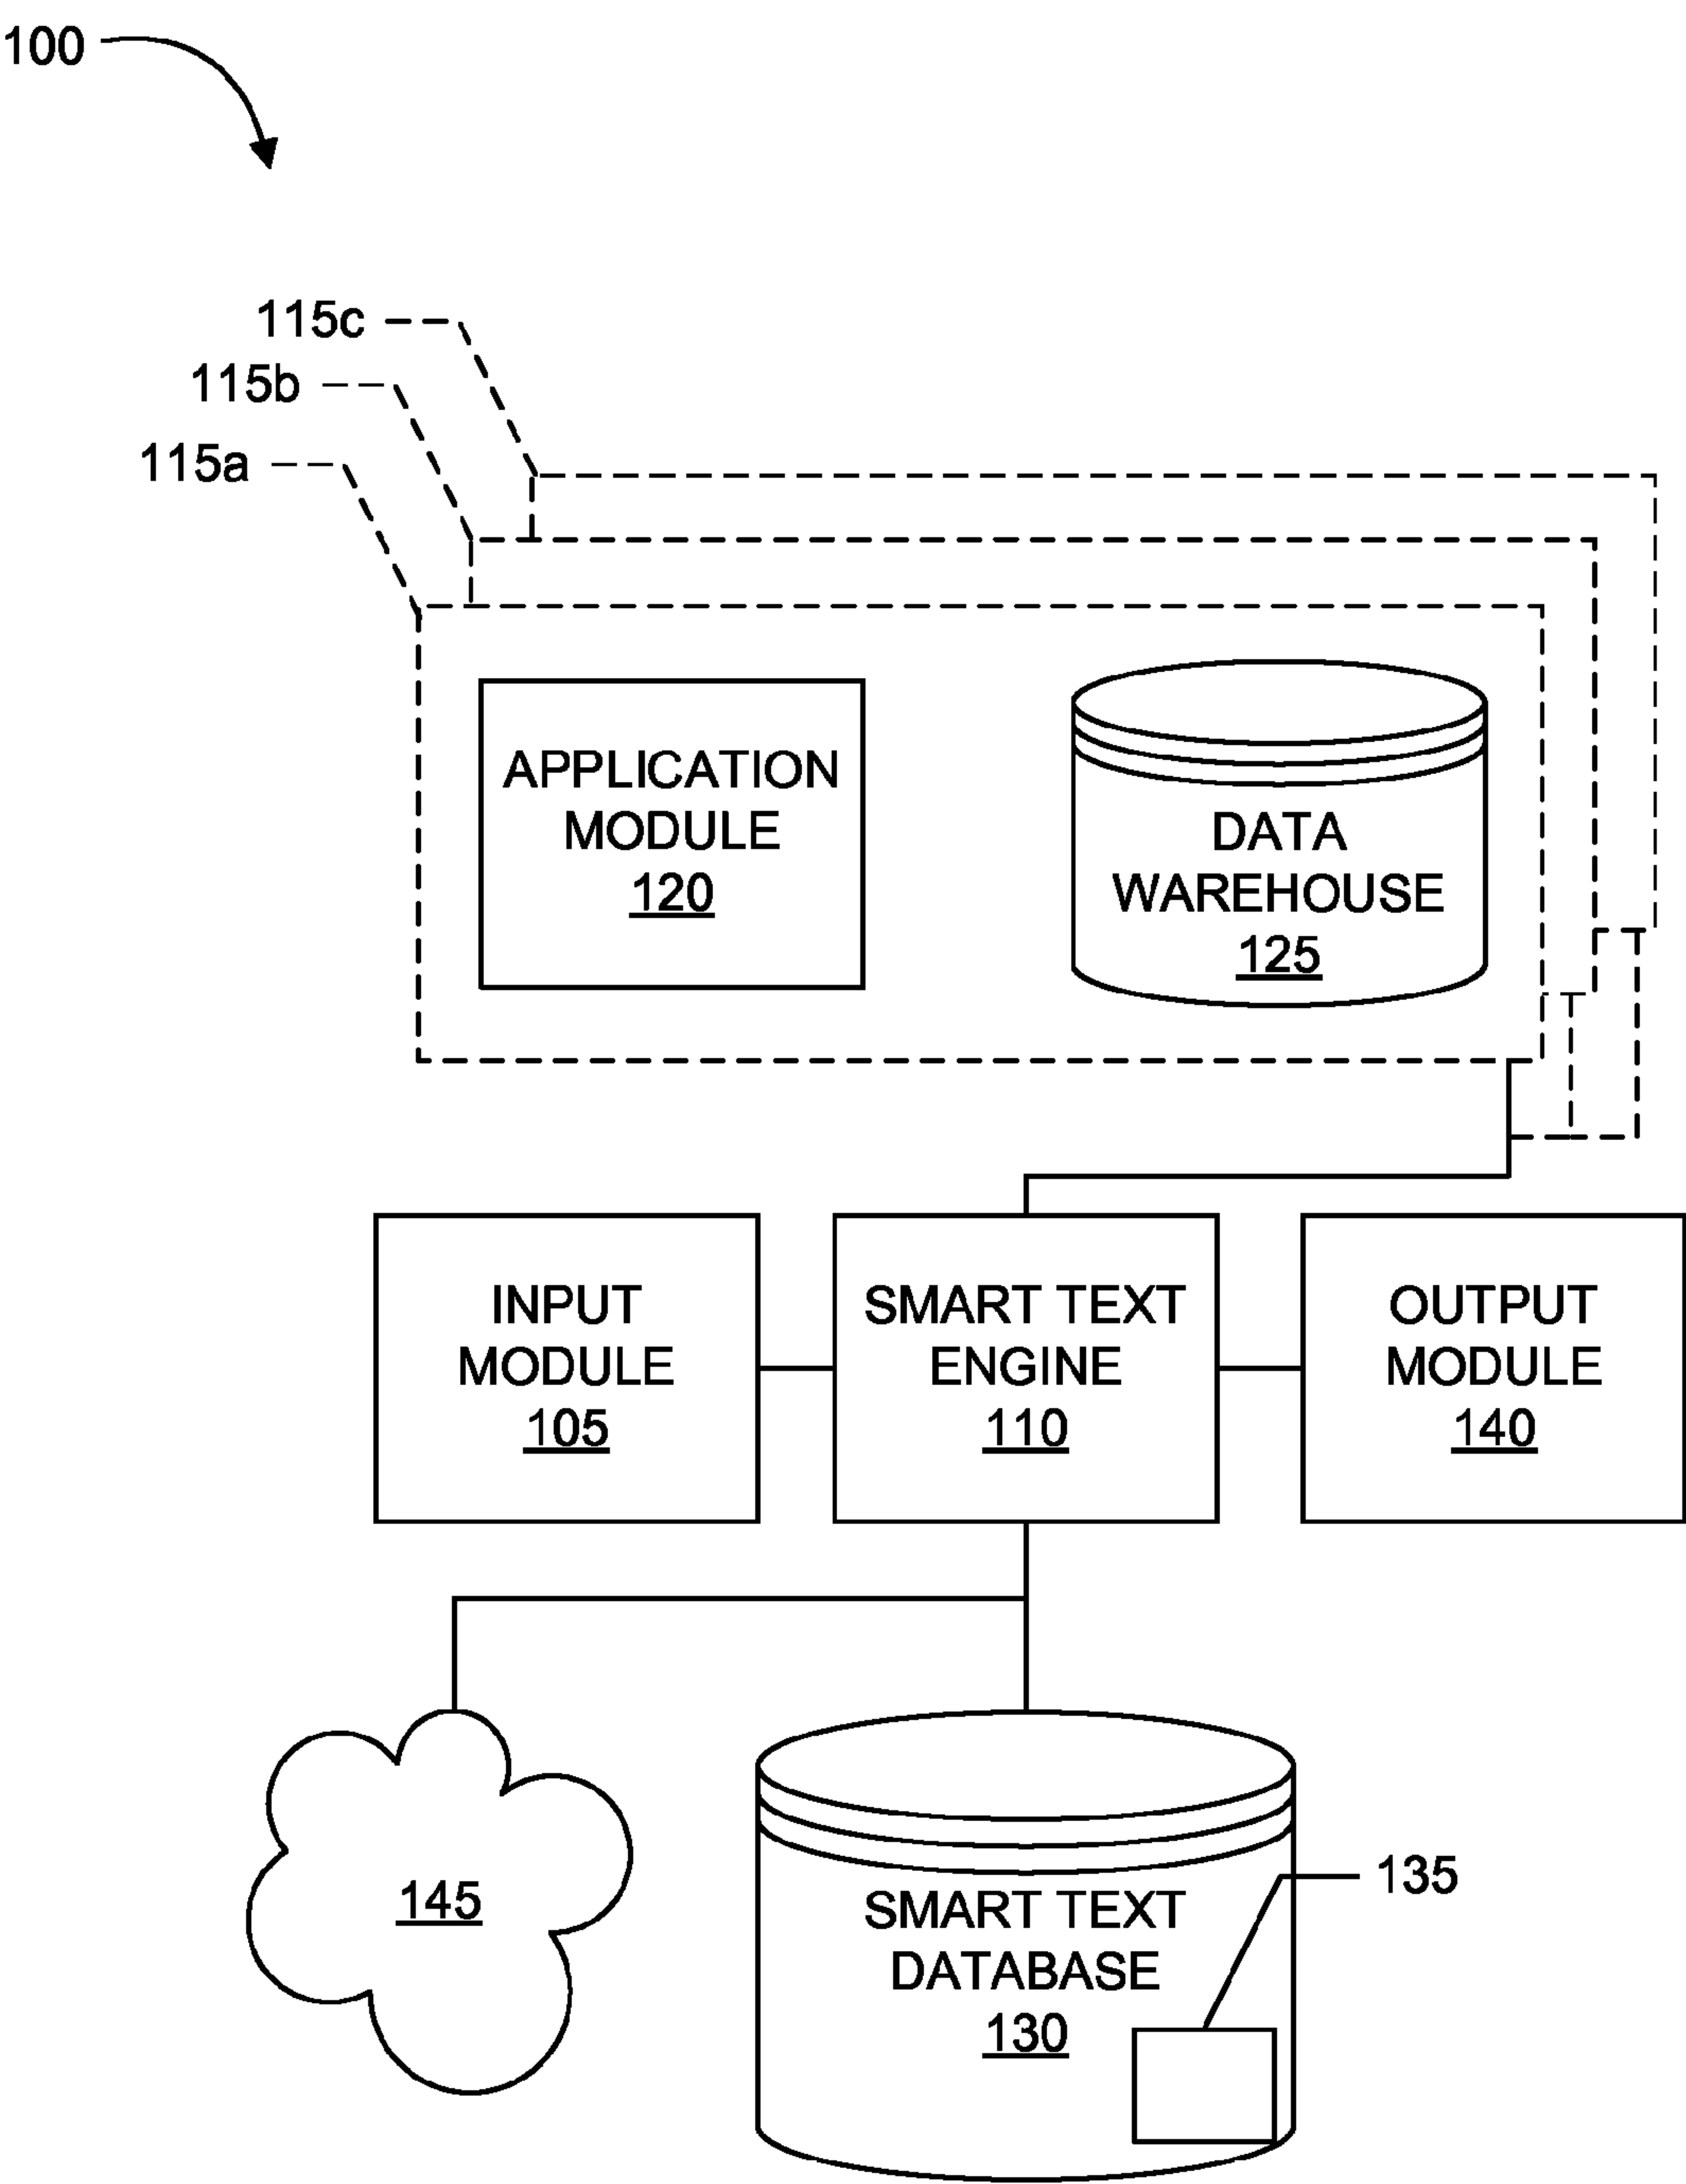 100
115c
115b
115a
APPLICATION
MODULE
120
DATA
WAREHOUSE
125
INPUT
MODULE
105
SMART TEXT
ENGINE
110
OUTPUT
MODULE
140
145
SMART TEXT
DATABASE
130
135